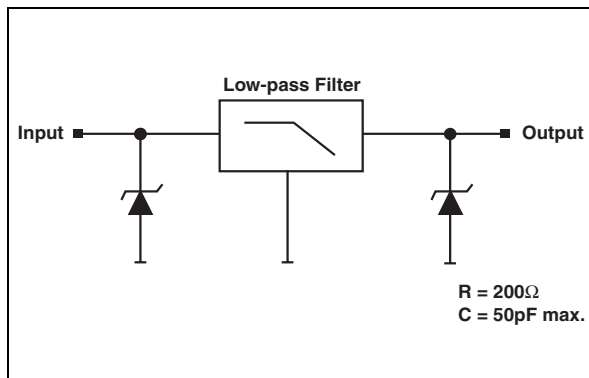 Low-pass Filter
Input
Output
R = 200Ω
C = 50pF max.